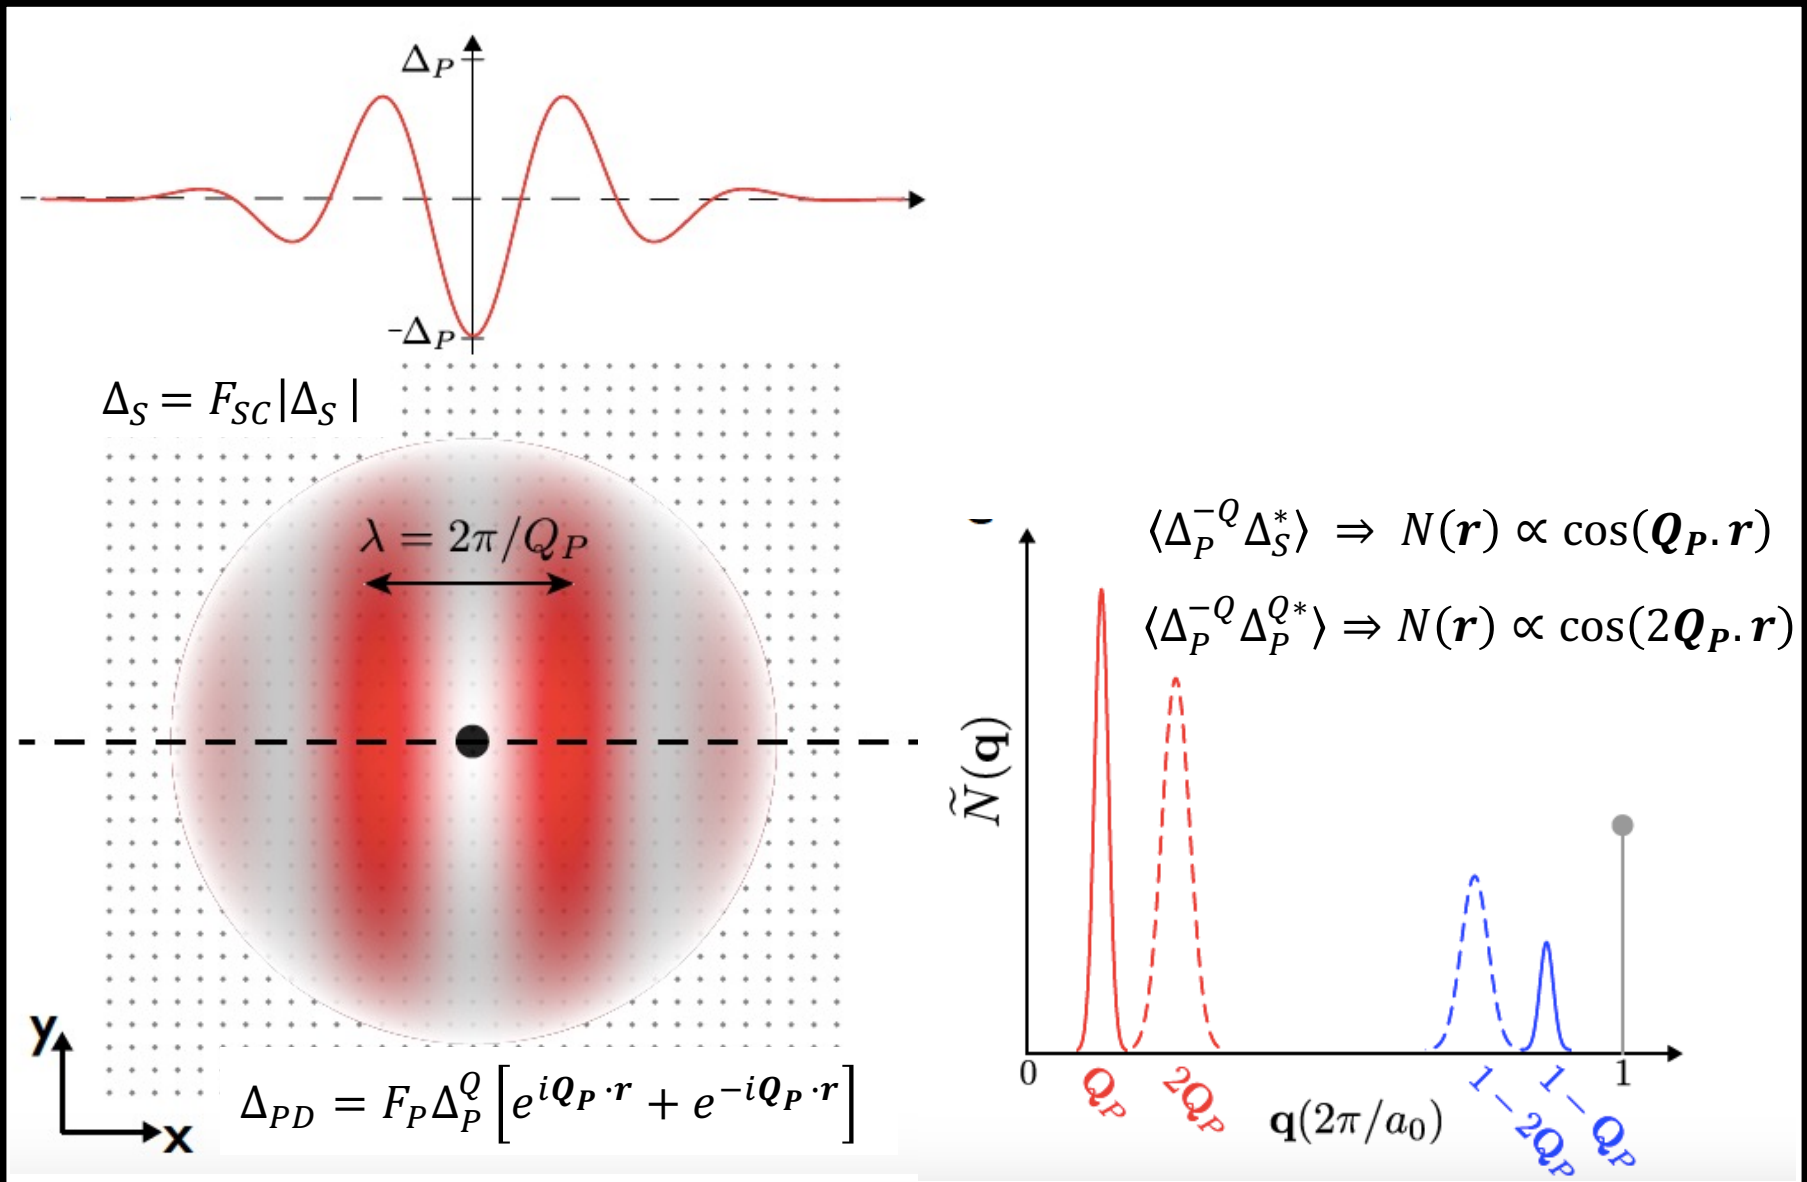 Δ_P
-Δ_P
Δ_S = F_SC|Δ_S |
λ = 2π/Q_P
y
x
Δ_PD = F_P Δ_P^Q [e^{iQ_P·r} + e^{-iQ_P·r}]
⟨Δ_P^{-Q} Δ_S^*⟩ ⇒ N(r) ∝ cos(Q_P.r)
⟨Δ_P^{-Q} Δ_P^{Q*}⟩ ⇒ N(r) ∝ cos(2Q_P.r)
Ñ(q)
0
Q_P
2Q_P
1-2Q_P
1-Q_P
1
q(2π/a_0)